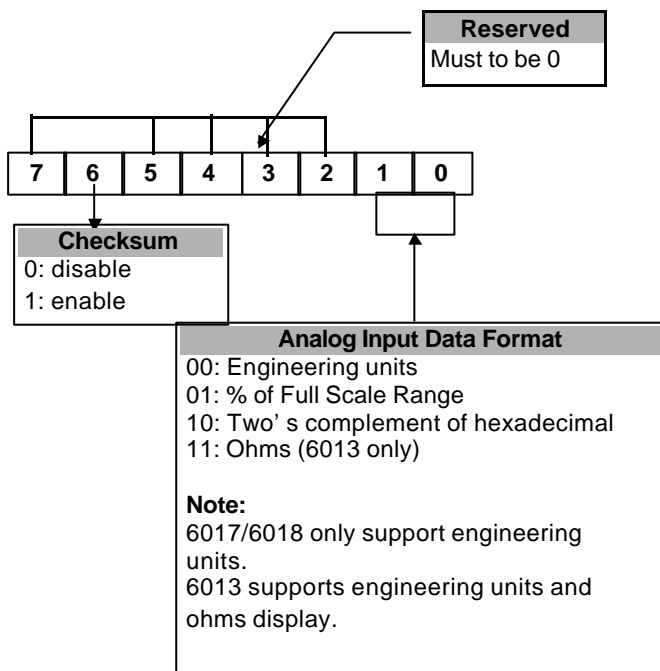 Reserved
Must to be 0
7 6 5 4 3 2 1 0
Checksum
0: disable
1: enable
Analog Input Data Format
00: Engineering units
01: % of Full Scale Range
10: Two' s complement of hexadecimal
11: Ohms (6013 only)
Note:
6017/6018 only support engineering
units.
6013 supports engineering units and
ohms display.